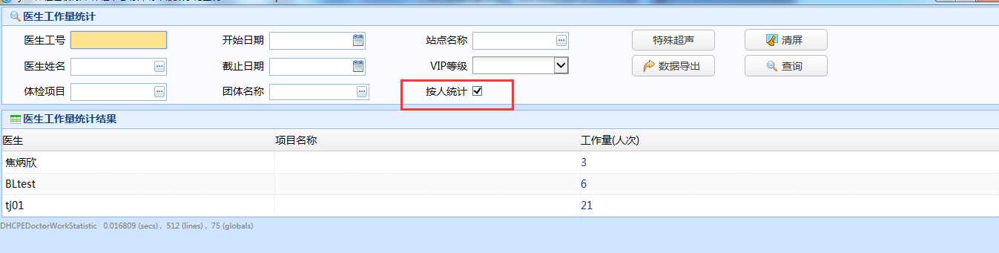 医生工作量统计
医生工号 开始日期 站点名称 特殊超声 清屏
医生姓名 截止日期 VIP等级 数据导出 查询
体检项目 团体名称 按人统计
医生工作量统计结果
医生 项目名称 工作量(人次)
焦炳欣 3
BLtest 6
tj01 21
DHCPEDoctorWorkStatistic 0.016809 (secs) , 512 (lines) , 75 (globals)